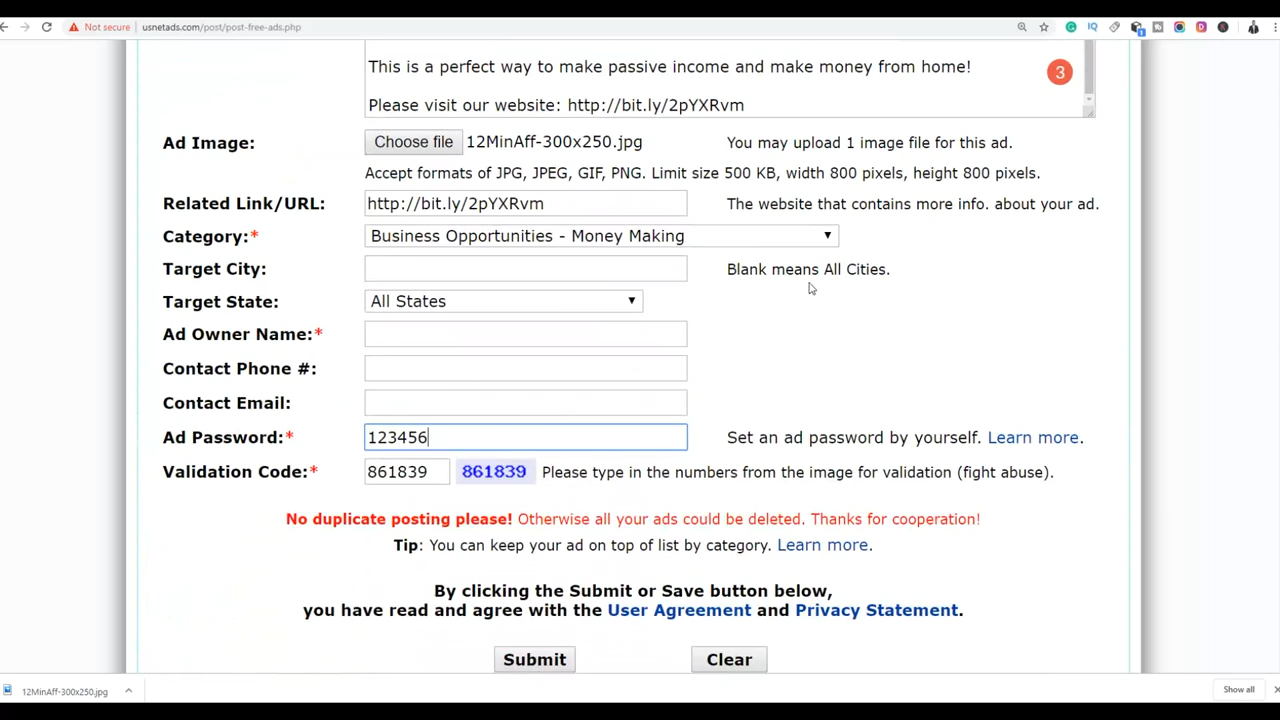 Not secure usnetads.com/post/post-free-ads.php
This is a perfect way to make passive income and make money from home!
3
Please visit our website: http://bit.ly/2pYXRvm
Ad Image: Choose file 12MinAff-300x250.jpg You may upload 1 image file for this ad.
Accept formats of JPG, JPEG, GIF, PNG. Limit size 500 KB, width 800 pixels, height 800 pixels.
Related Link/URL: http://bit.ly/2pYXRvm The website that contains more info. about your ad.
Category:* Business Opportunities - Money Making
Target City: Blank means All Cities.
Target State: All States
Ad Owner Name:*
Contact Phone #:
Contact Email:
Ad Password:* 123456 Set an ad password by yourself. Learn more.
Validation Code:* 861839 861839 Please type in the numbers from the image for validation (fight abuse).
No duplicate posting please! Otherwise all your ads could be deleted. Thanks for cooperation!
Tip: You can keep your ad on top of list by category. Learn more.
By clicking the Submit or Save button below,
you have read and agree with the User Agreement and Privacy Statement.
Submit Clear
12MinAff-300x250.jpg Show all